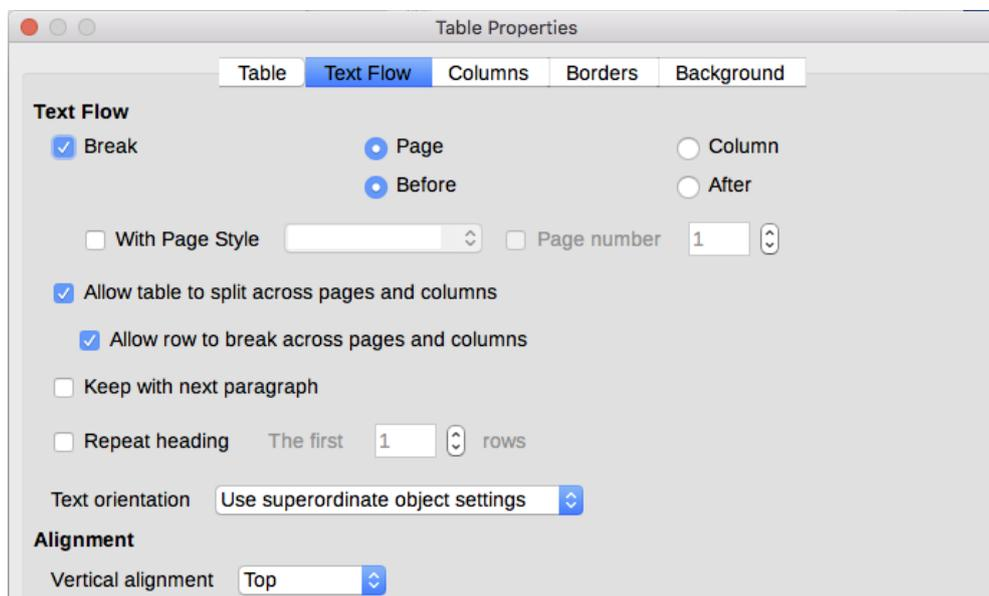 Table Properties
Table Text Flow Columns Borders Background
Text Flow
Break Page Column
Before After
With Page Style Page number 1
Allow table to split across pages and columns
Allow row to break across pages and columns
Keep with next paragraph
Repeat heading The first 1 rows
Text orientation Use superordinate object settings
Alignment
Vertical alignment Top